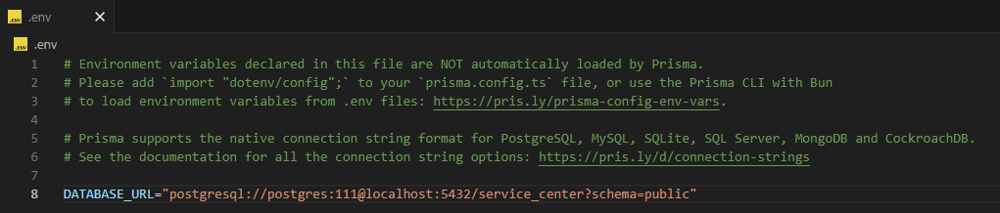 .ENV .env ×
.ENV .env
1 # Environment variables declared in this file are NOT automatically loaded by Prisma.
2 # Please add `import "dotenv/config";` to your `prisma.config.ts` file, or use the Prisma CLI with Bun
3 # to load environment variables from .env files: https://pris.ly/prisma-config-env-vars.
4
5 # Prisma supports the native connection string format for PostgreSQL, MySQL, SQLite, SQL Server, MongoDB and CockroachDB.
6 # See the documentation for all the connection string options: https://pris.ly/d/connection-strings
7
8 DATABASE_URL="postgresql://postgres:111@localhost:5432/service_center?schema=public"